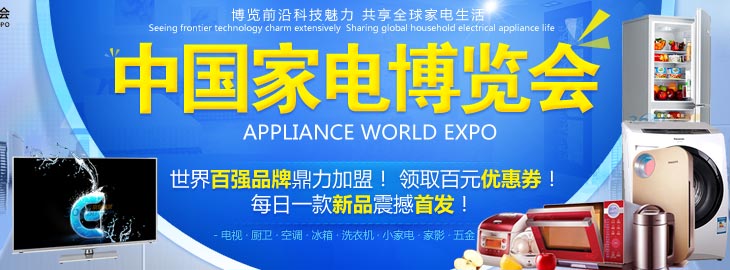 会
EXPO
博览前沿科技魅力 共享全球家电生活
Seeing frontier technology charm extensively Sharing global household electrical appliance life
中国家电博览会
APPLIANCE WORLD EXPO
世界百强品牌鼎力加盟！ 领取百元优惠券！
每日一款新品震撼首发！
- 电视 · 厨卫 · 空调 · 冰箱 · 洗衣机 · 小家电 · 家影 · 五金